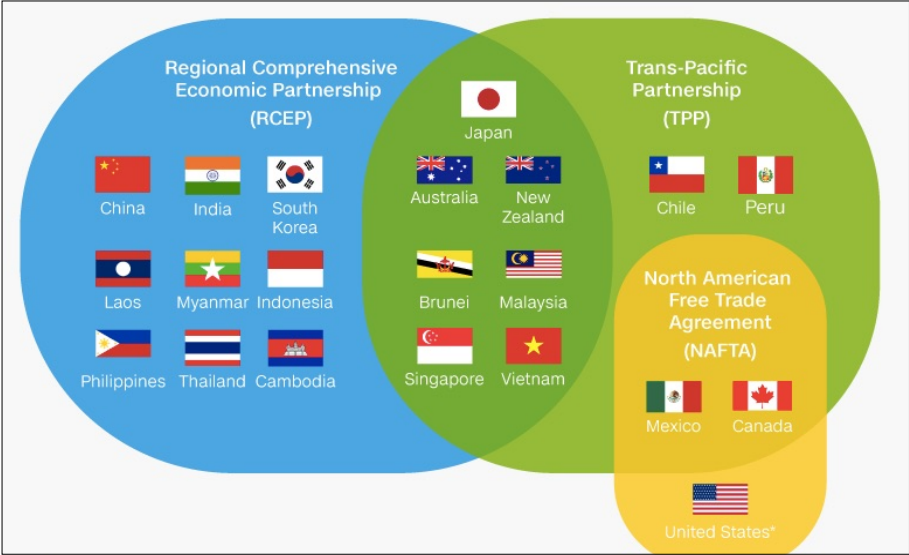 Regional Comprehensive
Economic Partnership
(RCEP)
China
India
South
Korea
Laos
Myanmar
Indonesia
Philippines
Thailand
Cambodia
Japan
Australia
New
Zealand
Brunei
Malaysia
Singapore
Vietnam
Trans-Pacific
Partnership
(TPP)
Chile
Peru
North American
Free Trade
Agreement
(NAFTA)
Mexico
Canada
United States*